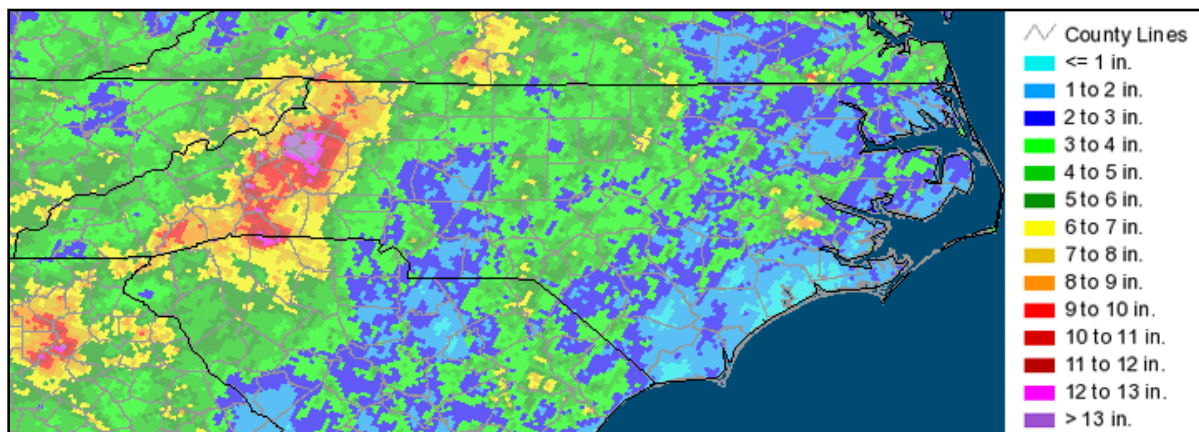 County Lines
<= 1 in.
1 to 2 in.
2 to 3 in.
3 to 4 in.
4 to 5 in.
5 to 6 in.
6 to 7 in.
7 to 8 in.
8 to 9 in.
9 to 10 in.
10 to 11 in.
11 to 12 in.
12 to 13 in.
> 13 in.